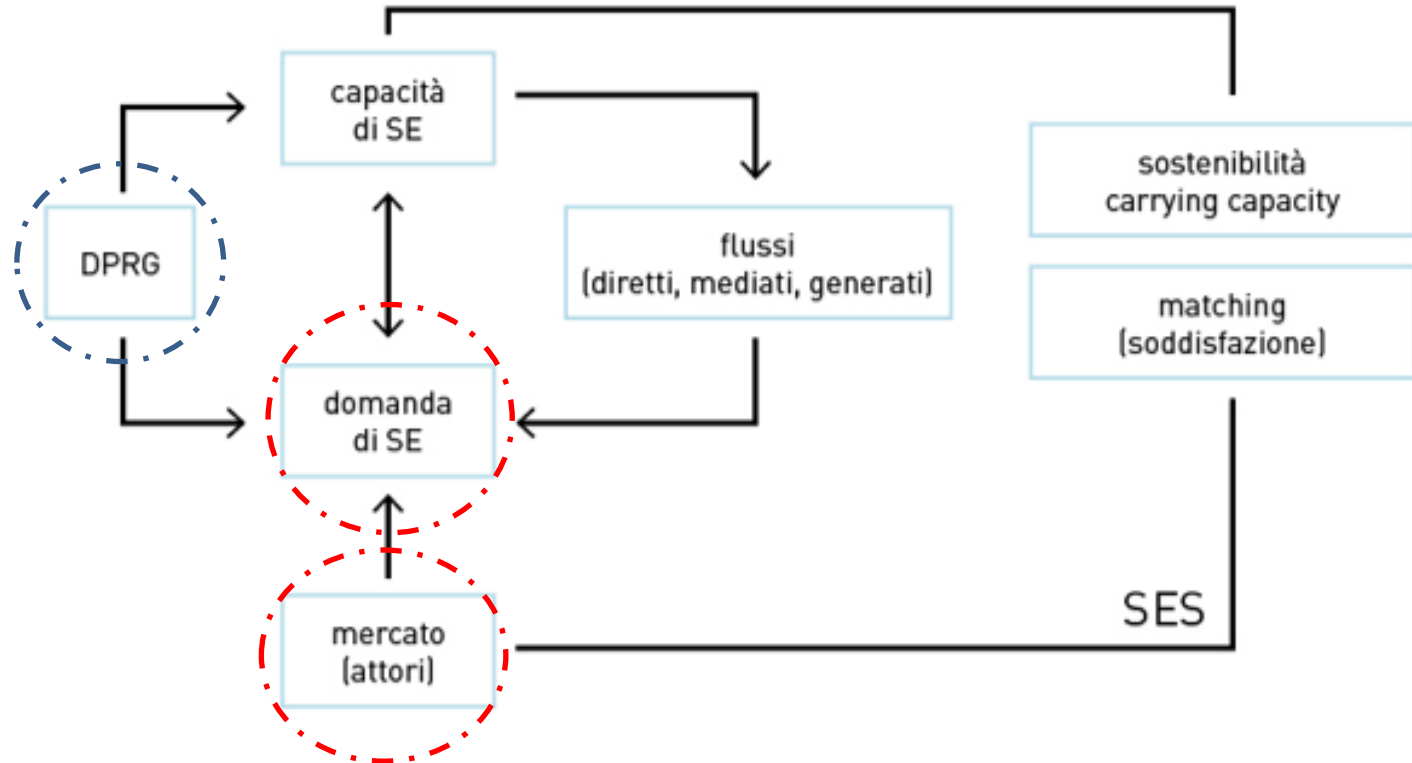 capacità
di SE
sostenibilità
carrying capacity
DPRG
flussi
(diretti, mediati, generati)
matching
(soddisfazione)
domanda
di SE
SES
mercato
(attori)